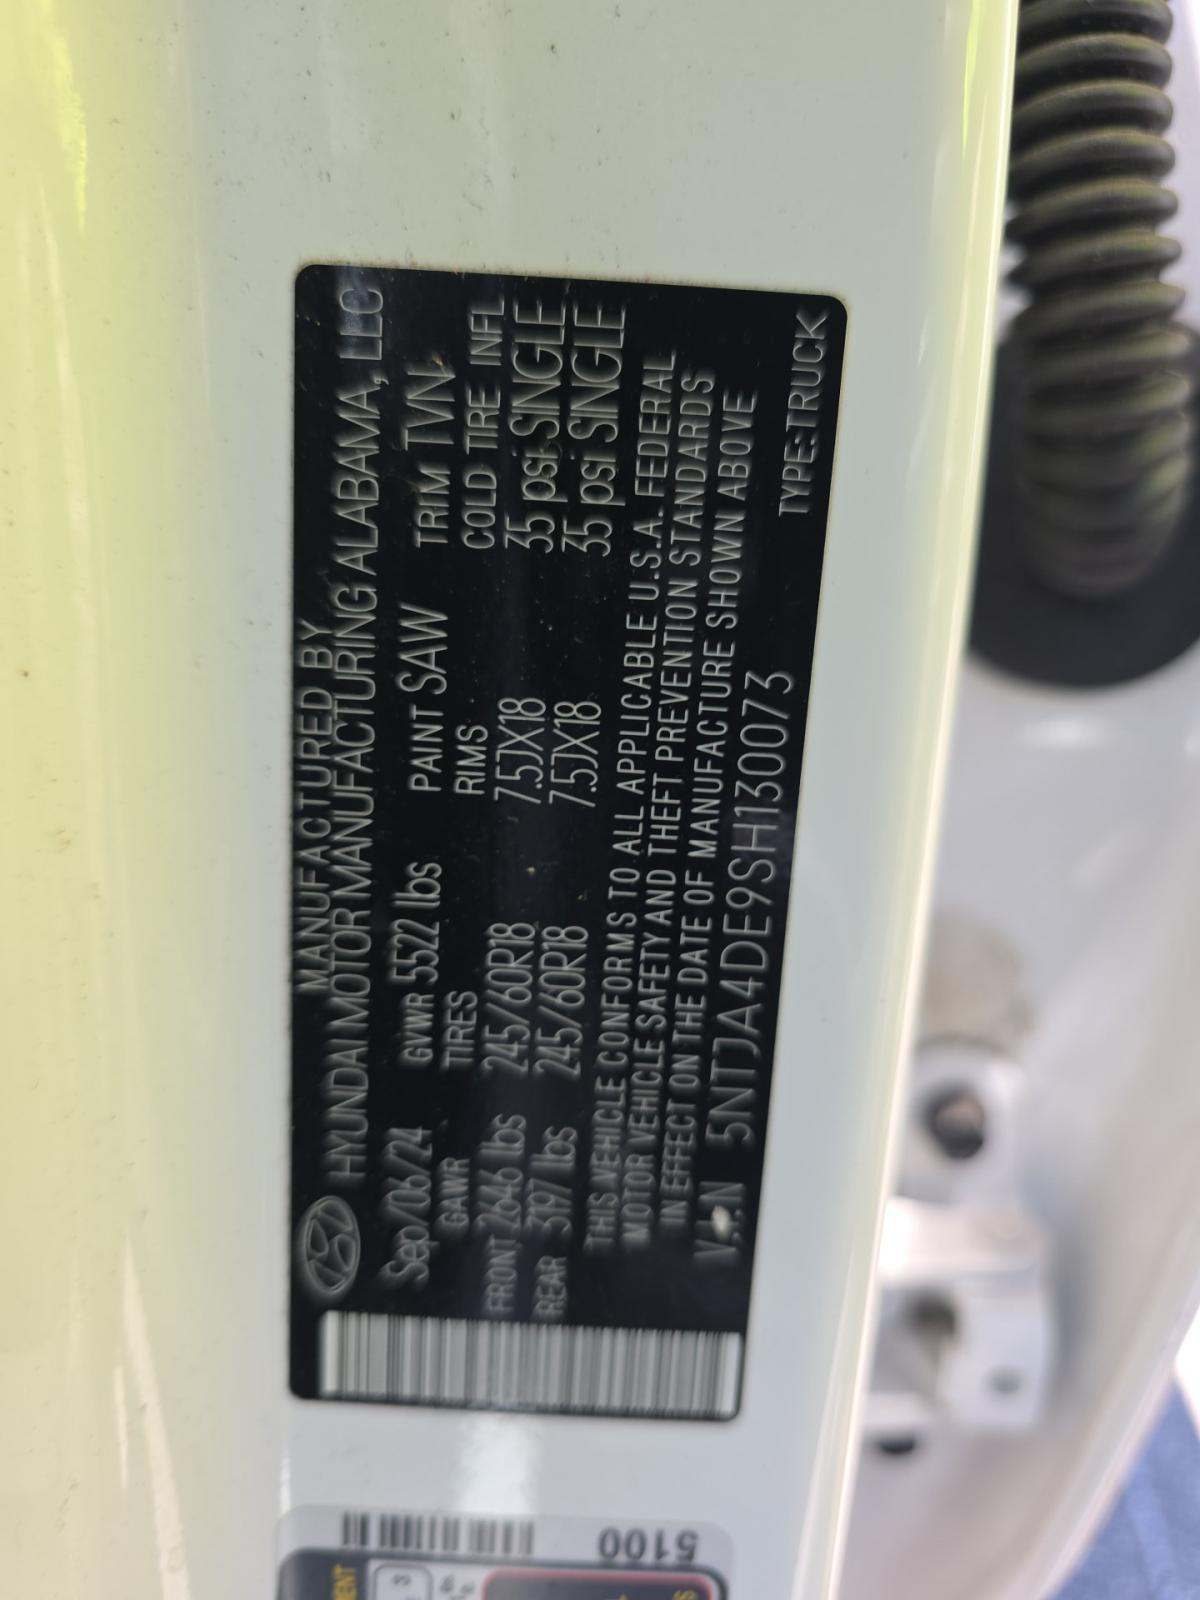 MANUFACTURED BY
HYUNDAI MOTOR MANUFACTURING ALABAMA, LLC
Sep/06/24 GVWR 5522 lbs PAINT SAW TRIM TVN
GAWR TIRES RIMS COLD TIRE INFL
FRONT 2646 lbs 245/60R18 7.5JX18 35 psi SINGLE
REAR 3197 lbs 245/60R18 7.5JX18 35 psi SINGLE
THIS VEHICLE CONFORMS TO ALL APPLICABLE U.S.A. FEDERAL
MOTOR VEHICLE SAFETY AND THEFT PREVENTION STANDARDS
IN EFFECT ON THE DATE OF MANUFACTURE SHOWN ABOVE
V.I.N 5NTJA4DE9SH130073 TYPE:TRUCK
5100